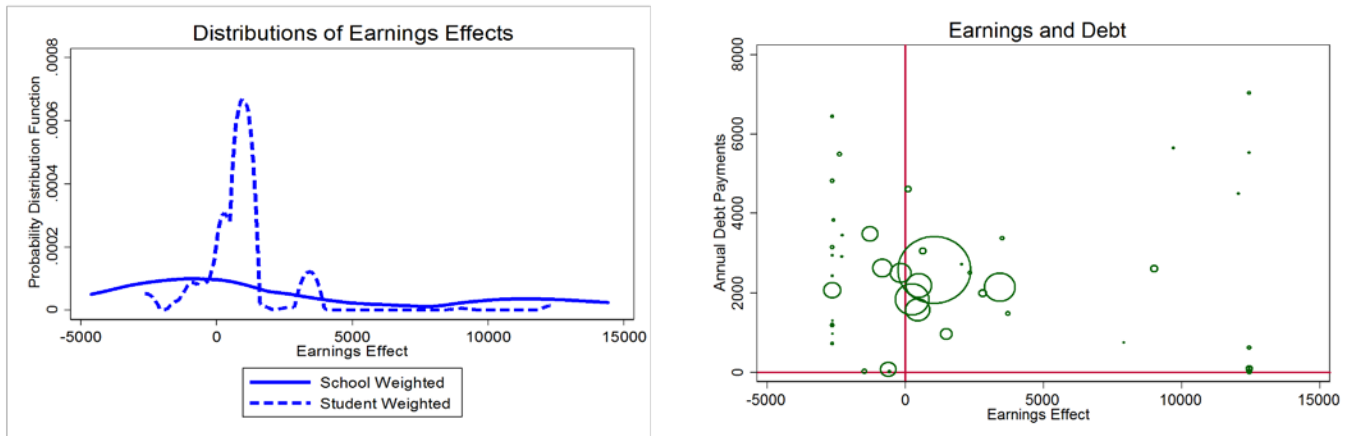 Distributions of Earnings Effects
Probability Distribution Function
.0008
.0006
.0004
.0002
0
-5000 0 5000 10000 15000
Earnings Effect
School Weighted
Student Weighted
Earnings and Debt
Annual Debt Payments
8000
6000
4000
2000
0
-5000 0 5000 10000 15000
Earnings Effect